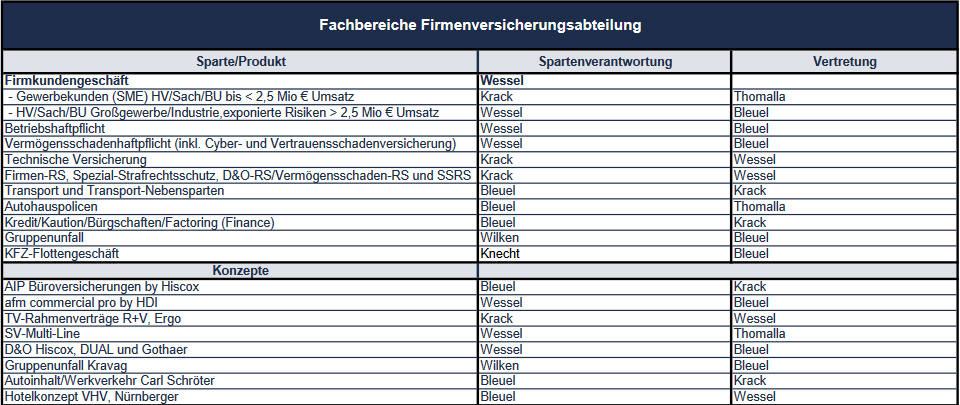 Fachbereiche Firmenversicherungsabteilung
Sparte/Produkt Spartenverantwortung Vertretung
Firmkundengeschäft Wessel
- Gewerbekunden (SME) HV/Sach/BU bis < 2,5 Mio € Umsatz Krack Thomalla
- HV/Sach/BU Großgewerbe/Industrie,exponierte Risiken > 2,5 Mio € Umsatz Wessel Bleuel
Betriebshaftpflicht Wessel Bleuel
Vermögensschadenhaftpflicht (inkl. Cyber- und Vertrauensschadenversicherung) Wessel Bleuel
Technische Versicherung Krack Wessel
Firmen-RS, Spezial-Strafrechtsschutz, D&O-RS/Vermögensschaden-RS und SSRS Krack Wessel
Transport und Transport-Nebensparten Bleuel Krack
Autohauspolicen Bleuel Thomalla
Kredit/Kaution/Bürgschaften/Factoring (Finance) Bleuel Krack
Gruppenunfall Wilken Bleuel
KFZ-Flottengeschäft Knecht Bleuel
Konzepte
AIP Büroversicherungen by Hiscox Bleuel Krack
afm commercial pro by HDI Wessel Bleuel
TV-Rahmenverträge R+V, Ergo Krack Wessel
SV-Multi-Line Wessel Thomalla
D&O Hiscox, DUAL und Gothaer Wessel Bleuel
Gruppenunfall Kravag Wilken Bleuel
Autoinhalt/Werkverkehr Carl Schröter Bleuel Krack
Hotelkonzept VHV, Nürnberger Bleuel Wessel